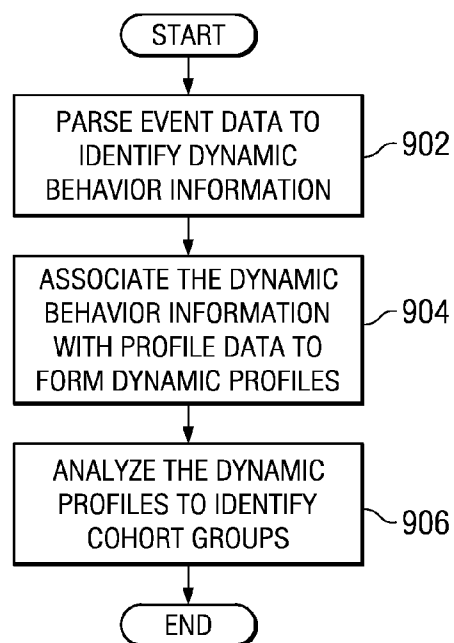 START
PARSE EVENT DATA TO
IDENTIFY DYNAMIC
BEHAVIOR INFORMATION
902
ASSOCIATE THE DYNAMIC
BEHAVIOR INFORMATION
WITH PROFILE DATA TO
FORM DYNAMIC PROFILES
904
ANALYZE THE DYNAMIC
PROFILES TO IDENTIFY
COHORT GROUPS
906
END